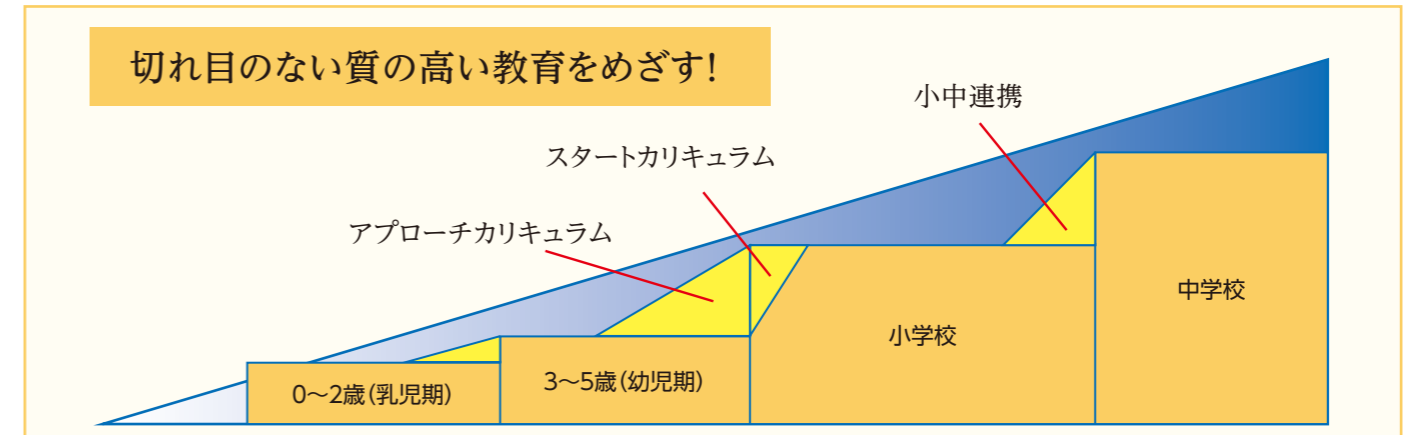 切れ目のない質の高い教育をめざす!
小中連携
スタートカリキュラム
アプローチカリキュラム
中学校
小学校
3～5歳(幼児期)
0～2歳(乳児期)